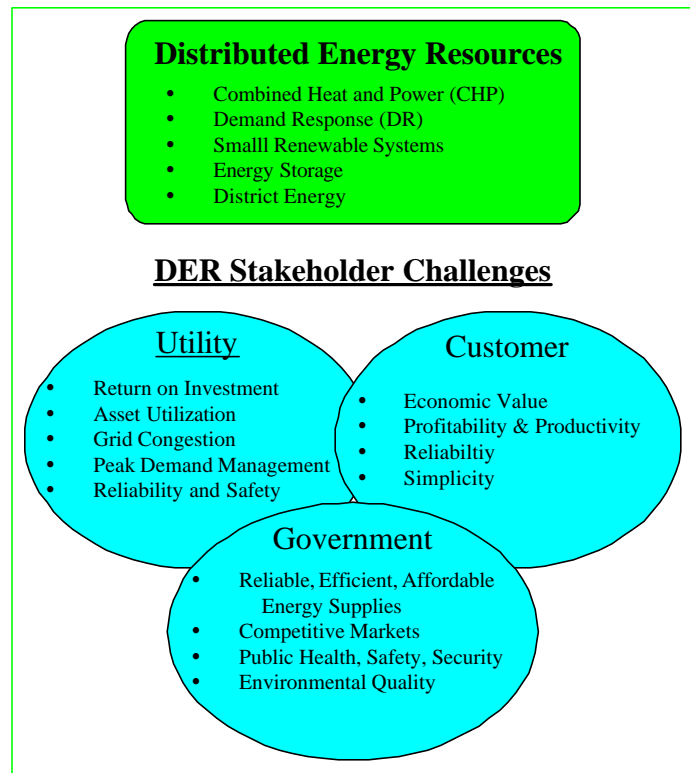 Distributed Energy Resources
• Combined Heat and Power (CHP)
• Demand Response (DR)
• Smalll Renewable Systems
• Energy Storage
• District Energy
DER Stakeholder Challenges
Utility
• Return on Investment
• Asset Utilization
• Grid Congestion
• Peak Demand Management
• Reliability and Safety
Customer
• Economic Value
• Profitability & Productivity
• Reliabiltiy
• Simplicity
Government
• Reliable, Efficient, Affordable
Energy Supplies
• Competitive Markets
• Public Health, Safety, Security
• Environmental Quality